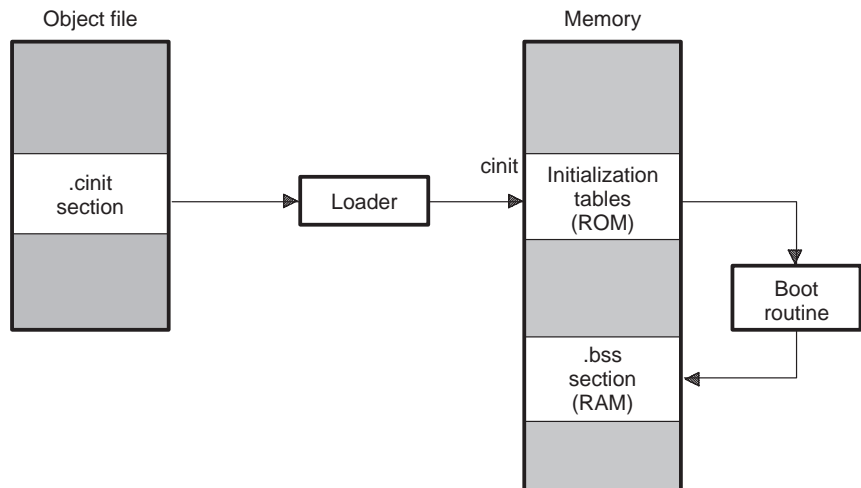 Object file
Memory
.cinit
section
Loader
cinit
Initialization
tables
(ROM)
Boot
routine
.bss
section
(RAM)